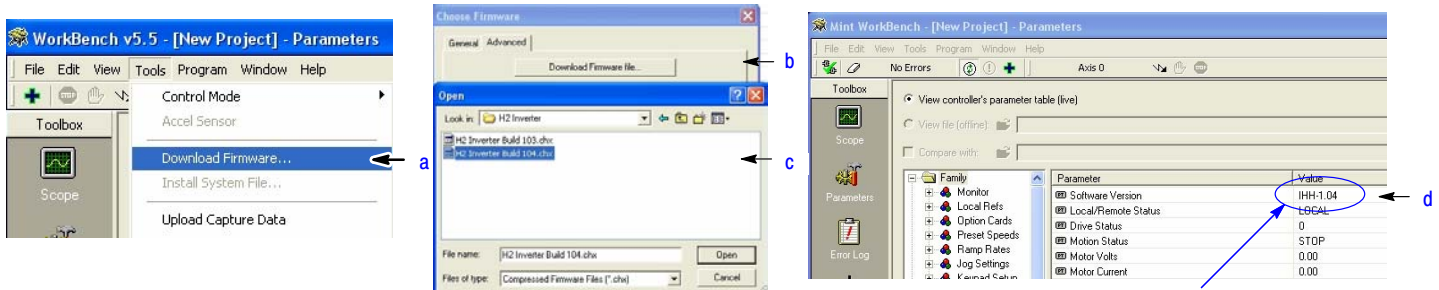 WorkBench v5.5 - [New Project] - Parameters
File Edit View Tools Program Window Help
Control Mode
Toolbox
Accel Sensor
Download Firmware...
a
Install System File...
Scope
Upload Capture Data
Choose Firmware
General Advanced
Download Firmware file...
b
Open
Look in: H2 Inverter
H2 Inverter Build 103.chx
H2 Inverter Build 104.chx
c
File name: H2 Inverter Build 104.chx Open
Files of type: Compressed Firmware Files (*.chx) Cancel
Mint WorkBench - [New Project] - Parameters
File Edit View Tools Program Window Help
No Errors Axis 0
Toolbox
View controller's parameter table (live)
View file (offline):
Scope
Compare with:
Family Parameter Value
Monitor Software Version IHH-1.04
d
Parameters
Local Refs Local/Remote Status LOCAL
Option Cards Drive Status 0
Preset Speeds Motion Status STOP
Ramp Rates Motor Volts 0.00
Error Log
Jog Settings Motor Current 0.00
Keypad Setup